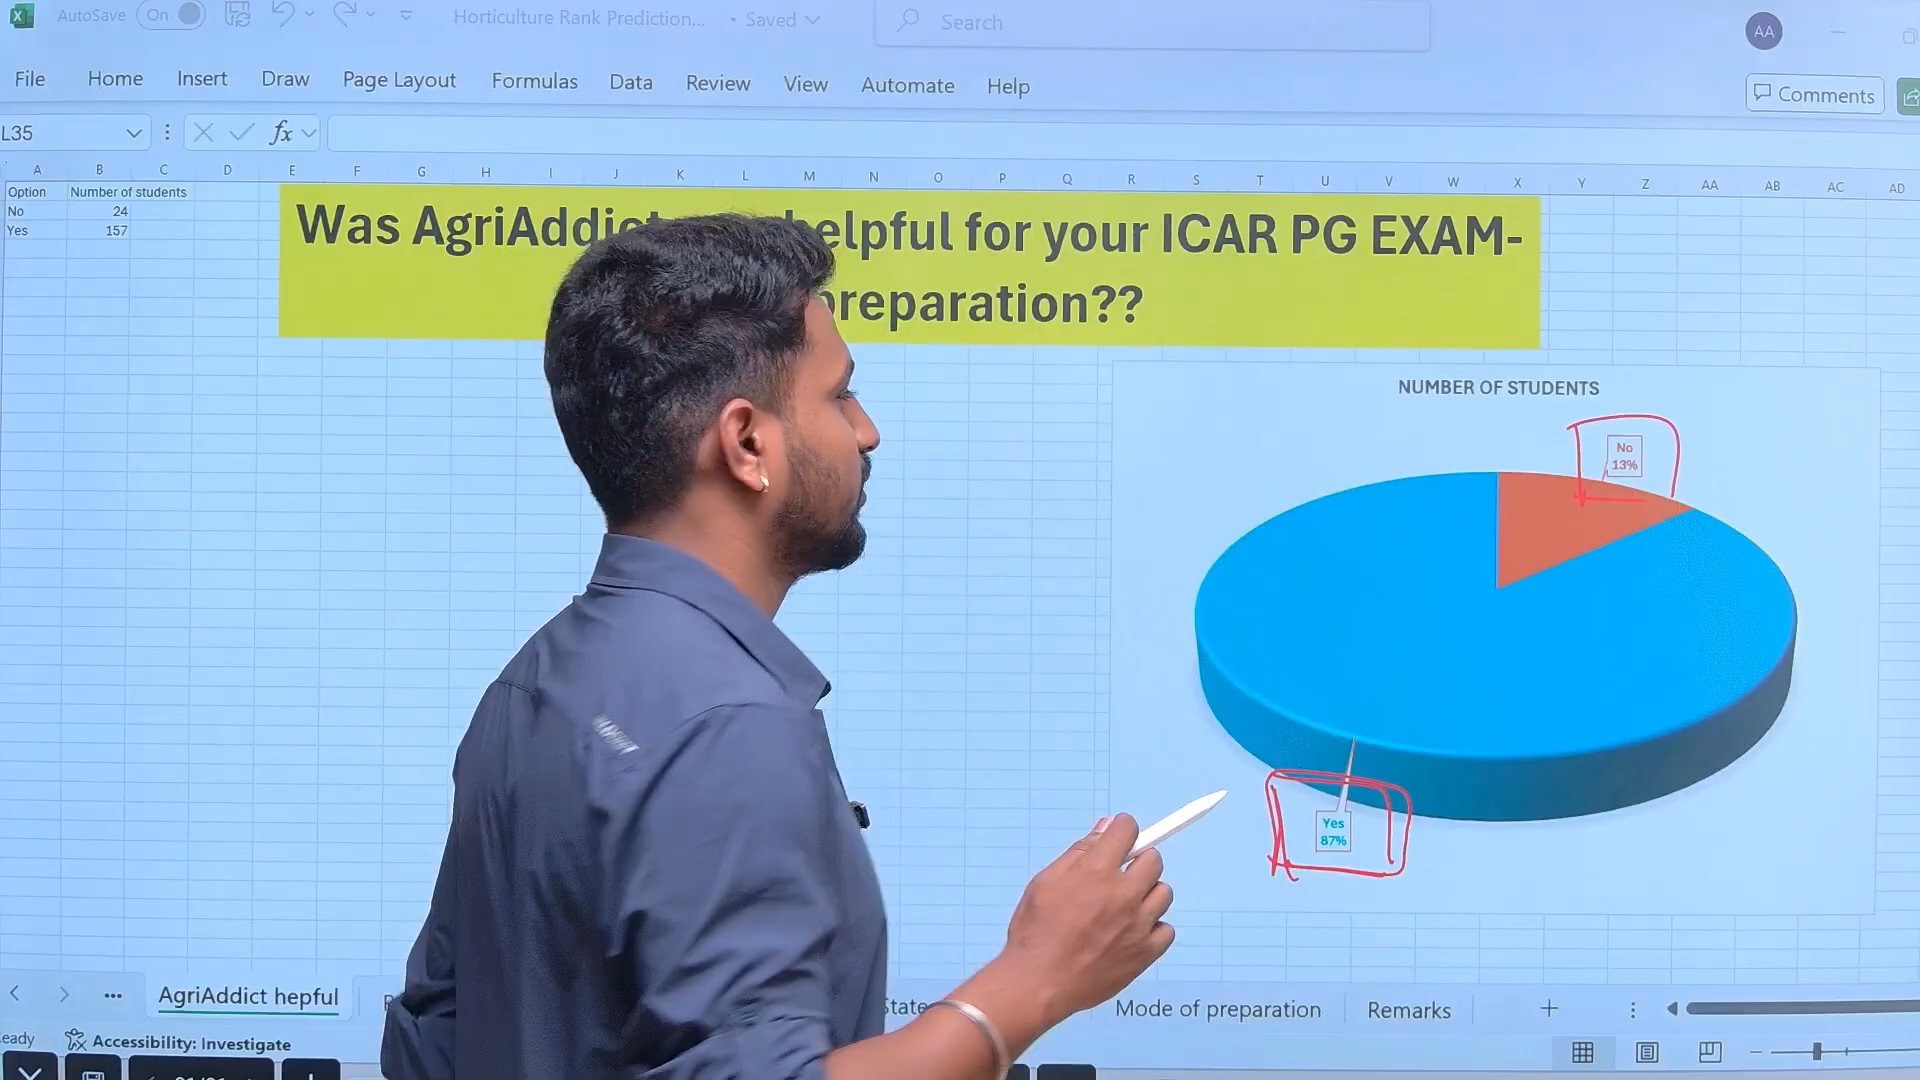 AutoSave On Horticulture Rank Prediction... • Saved Search AA
File Home Insert Draw Page Layout Formulas Data Review View Automate Help Comments
L35 fx
A B C D E F G H I J K L M N O P Q R S T U V W X Y Z AA AB AC AD
Option Number of students
No 24
Yes 157
Was AgriAddict helpful for your ICAR PG EXAM-
preparation??
NUMBER OF STUDENTS
No
13%
Yes
87%
AgriAddict hepful State Mode of preparation Remarks
Accessibility: Investigate